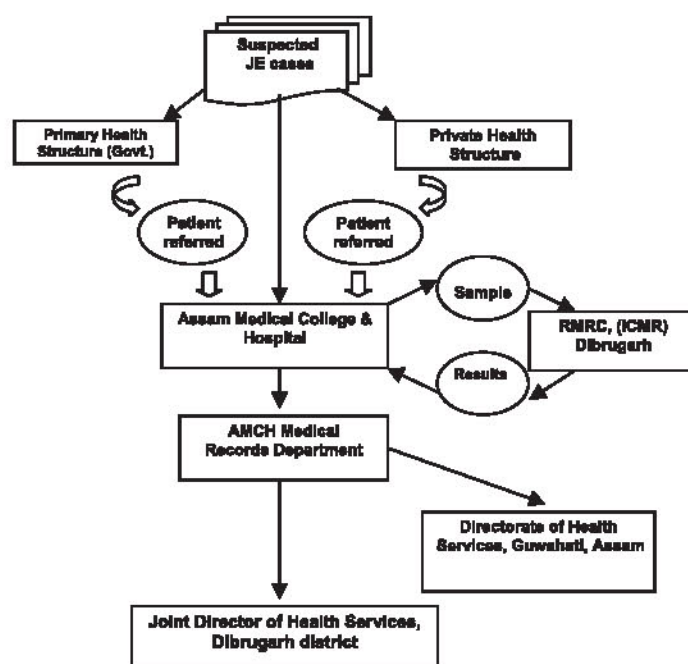 Suspected
JE cases
Primary Health
Structure (Govt.)
Private Health
Structure
Patient
referred
Patient
referred
Sample
Assam Medical College &
Hospital
RMRC, (ICMR)
Dibrugarh
Results
AMCH Medical
Records Department
Directorate of Health
Services, Guwahati, Assam
Joint Director of Health Services,
Dibrugarh district